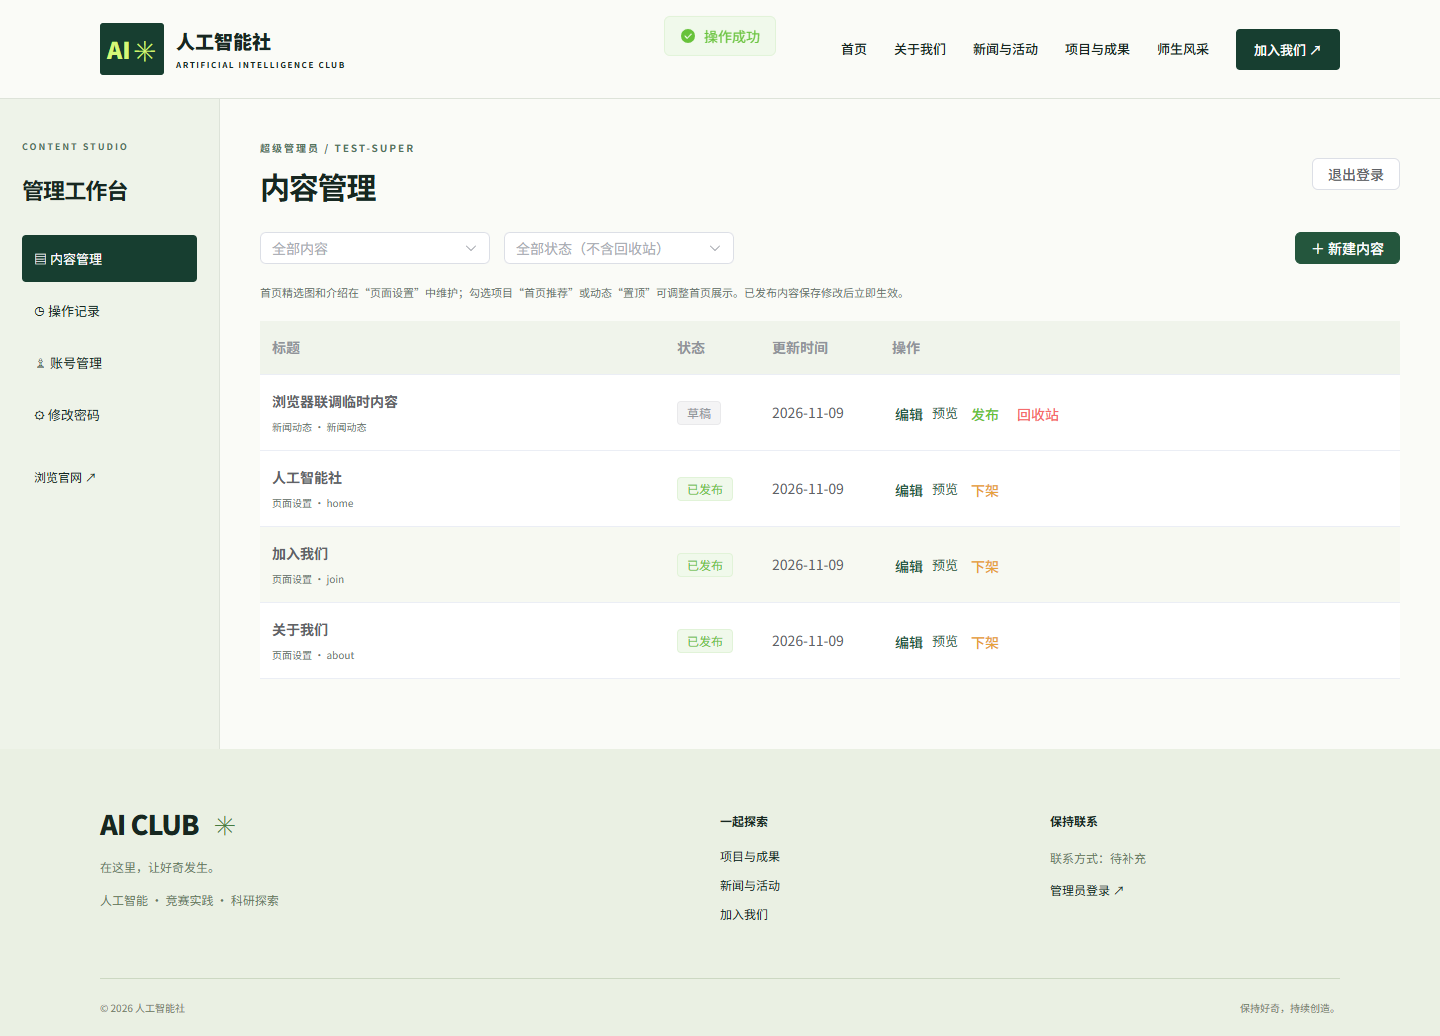 AI
人工智能社
ARTIFICIAL INTELLIGENCE CLUB
操作成功
首页
关于我们
新闻与活动
项目与成果
师生风采
加入我们 ↗
CONTENT STUDIO
管理工作台
▤ 内容管理
◷ 操作记录
♙ 账号管理
⚙ 修改密码
浏览官网 ↗
超级管理员 / TEST-SUPER
内容管理
退出登录
全部内容
全部状态（不含回收站）
＋ 新建内容
首页精选图和介绍在“页面设置”中维护；勾选项目“首页推荐”或动态“置顶”可调整首页展示。已发布内容保存修改后立即生效。
标题 状态 更新时间 操作
浏览器联调临时内容
新闻动态 · 新闻动态
草稿 2026-11-09 编辑 预览 发布 回收站
人工智能社
页面设置 · home
已发布 2026-11-09 编辑 预览 下架
加入我们
页面设置 · join
已发布 2026-11-09 编辑 预览 下架
关于我们
页面设置 · about
已发布 2026-11-09 编辑 预览 下架
AI CLUB
在这里，让好奇发生。
人工智能 · 竞赛实践 · 科研探索
一起探索
项目与成果
新闻与活动
加入我们
保持联系
联系方式：待补充
管理员登录 ↗
© 2026 人工智能社
保持好奇，持续创造。